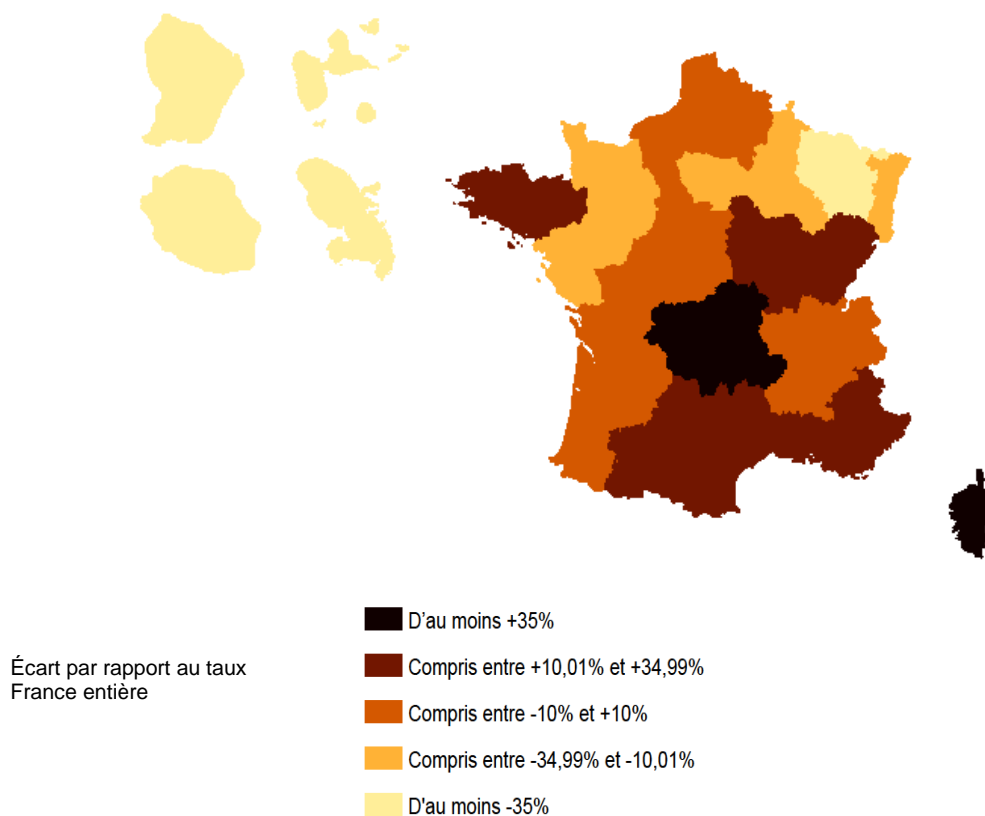 D’au moins +35%
Écart par rapport au taux
France entière
Compris entre +10,01% et +34,99%
Compris entre -10% et +10%
Compris entre -34,99% et -10,01%
D'au moins -35%